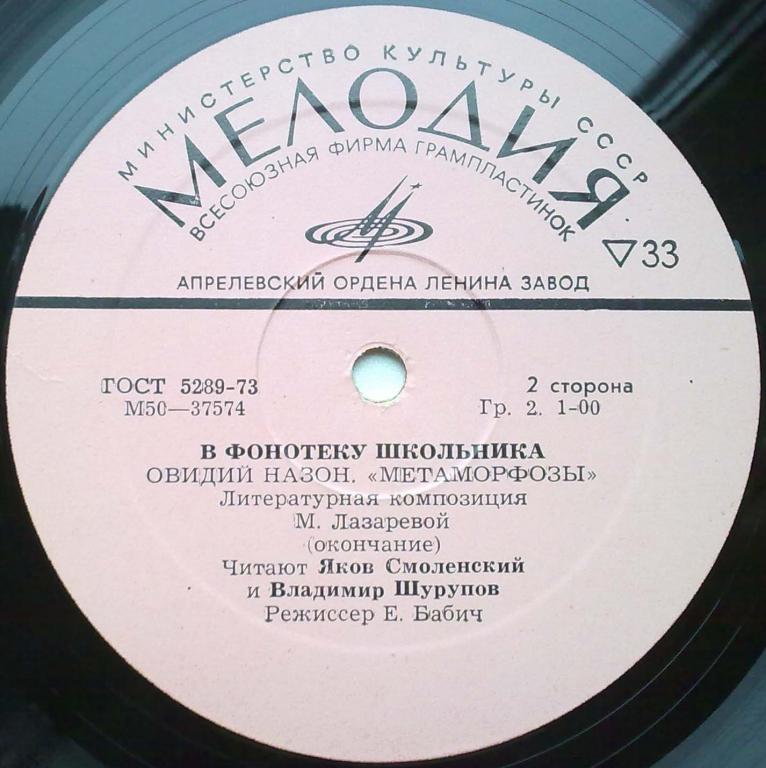 МИНИСТЕРСТВО КУЛЬТУРЫ СССР
МЕЛОДИЯ
ВСЕСОЮЗНАЯ ФИРМА ГРАМПЛАСТИНОК
▽33
АПРЕЛЕВСКИЙ ОРДЕНА ЛЕНИНА ЗАВОД
ГОСТ 5289-73
2 сторона
М50—37574
Гр. 2. 1-00
В ФОНОТЕКУ ШКОЛЬНИКА
ОВИДИЙ НАЗОН. «МЕТАМОРФОЗЫ»
Литературная композиция
М. Лазаревой
(окончание)
Читают Яков Смоленский
и Владимир Шурупов
Режиссер Е. Бабич